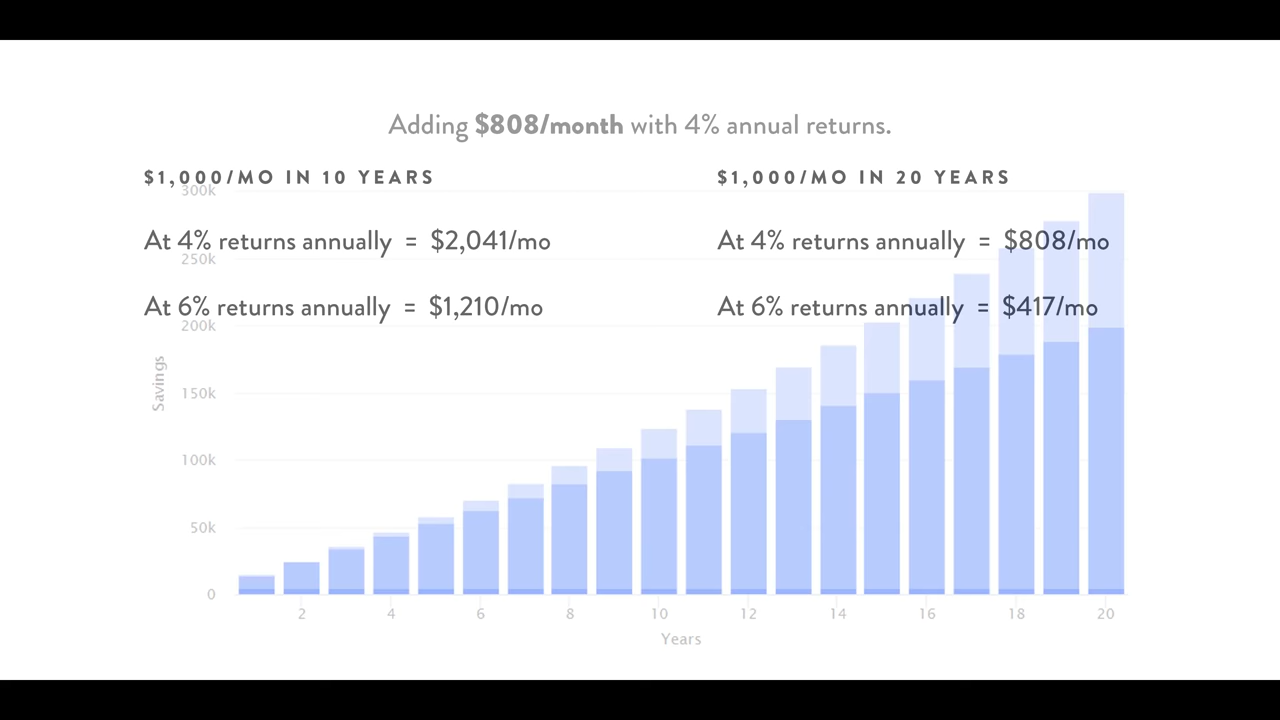 Adding $808/month with 4% annual returns.
$1,000/MO IN 10 YEARS
At 4% returns annually = $2,041/mo
At 6% returns annually = $1,210/mo
$1,000/MO IN 20 YEARS
At 4% returns annually = $808/mo
At 6% returns annually = $417/mo
300k
250k
200k
150k
100k
50k
0
Savings
2 4 6 8 10 12 14 16 18 20
Years